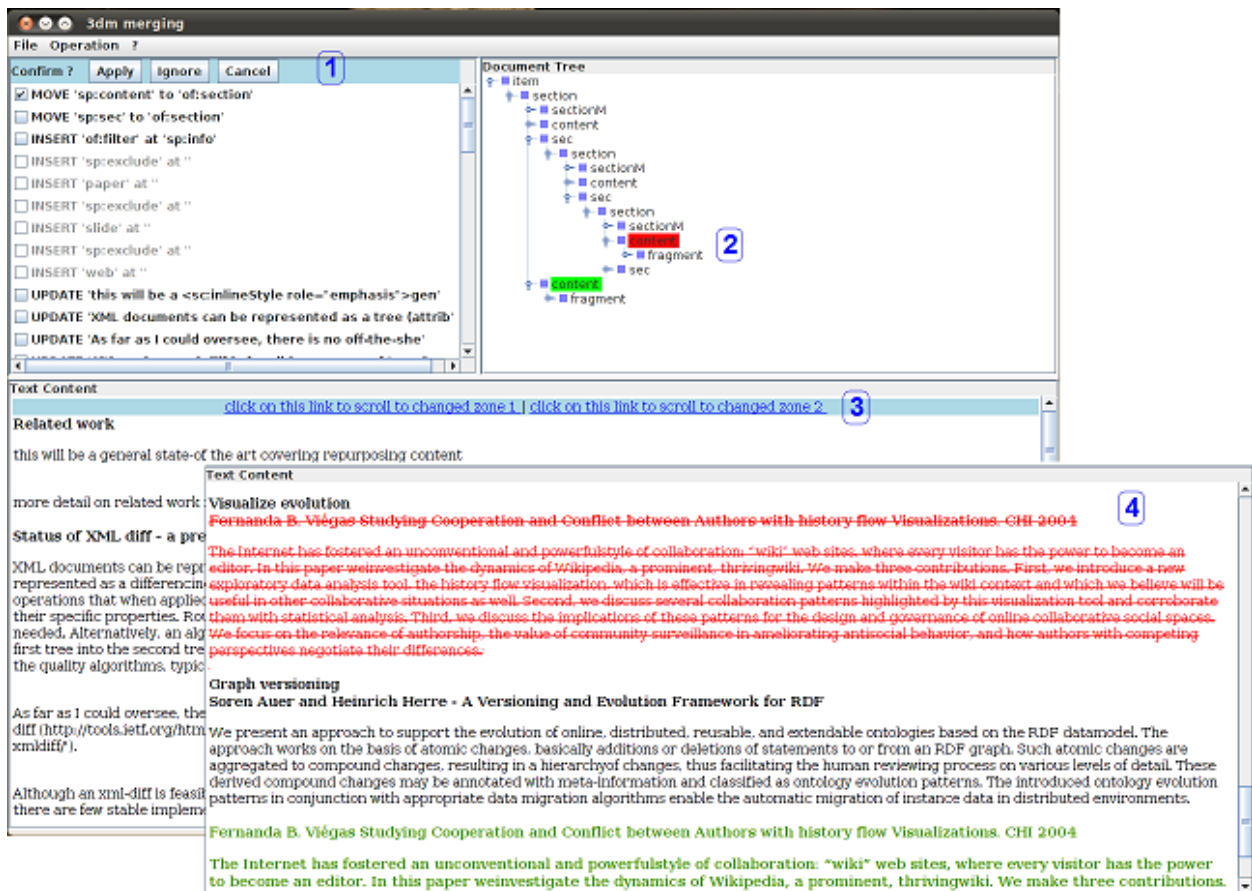 3dm merging
File Operation ?
Confirm ? Apply Ignore Cancel
1
MOVE 'sp:content' to 'of:section'
MOVE 'sp:sec' to 'of:section'
INSERT 'of:filter' at 'sp:info'
INSERT 'sp:exclude' at ''
INSERT 'paper' at ''
INSERT 'sp:exclude' at ''
INSERT 'slide' at ''
INSERT 'sp:exclude' at ''
INSERT 'web' at ''
UPDATE 'this will be a <sc:inlineStyle role="emphasis">gen'
UPDATE 'XML documents can be represented as a tree (attrib'
UPDATE 'As far as I could oversee, there is no off-the-she'
Document Tree
item
section
sectionM
content
sec
section
sectionM
content
sec
section
sectionM
content
fragment
sec
content
fragment
2
Text Content
click on this link to scroll to changed zone 1 | click on this link to scroll to changed zone 2
3
Related work
this will be a general state-of the art covering repurposing content
more detail on related work
Status of XML diff - a pre
XML documents can be repr
represented as a differencin
operations that when applied
their specific properties. Rou
needed. Alternatively, an alg
first tree into the second tre
the quality algorithms, typic
As far as I could oversee, the
diff (http://tools.ietf.org/htm
xmldiff/").
Although an xml-diff is feasib
there are few stable impleme
Text Content
4
Visualize evolution
Fernanda B. Viégas Studying Cooperation and Conflict between Authors with history flow Visualizations. CHI 2004
The Internet has fostered an unconventional and powerfulstyle of collaboration: "wiki" web sites, where every visitor has the power to become an
editor. In this paper weinvestigate the dynamics of Wikipedia, a prominent, thrivingwiki. We make three contributions. First, we introduce a new
exploratory data analysis tool, the history flow visualization, which is effective in revealing patterns within the wiki context and which we believe will be
useful in other collaborative situations as well. Second, we discuss several collaboration patterns highlighted by this visualization tool and corroborate
them with statistical analysis. Third, we discuss the implications of these patterns for the design and governance of online collaborative social spaces.
We focus on the relevance of authorship, the value of community surveillance in ameliorating antisocial behavior, and how authors with competing
perspectives negotiate their differences.
Graph versioning
Soren Auer and Heinrich Herre - A Versioning and Evolution Framework for RDF
We present an approach to support the evolution of online, distributed, reusable, and extendable ontologies based on the RDF datamodel. The
approach works on the basis of atomic changes, basically additions or deletions of statements to or from an RDF graph. Such atomic changes are
aggregated to compound changes, resulting in a hierarchyof changes, thus facilitating the human reviewing process on various levels of detail. These
derived compound changes may be annotated with meta-information and classified as ontology evolution patterns. The introduced ontology evolution
patterns in conjunction with appropriate data migration algorithms enable the automatic migration of instance data in distributed environments.
Fernanda B. Viégas Studying Cooperation and Conflict between Authors with history flow Visualizations. CHI 2004
The Internet has fostered an unconventional and powerfulstyle of collaboration: "wiki" web sites, where every visitor has the power
to become an editor. In this paper weinvestigate the dynamics of Wikipedia, a prominent, thrivingwiki. We make three contributions.